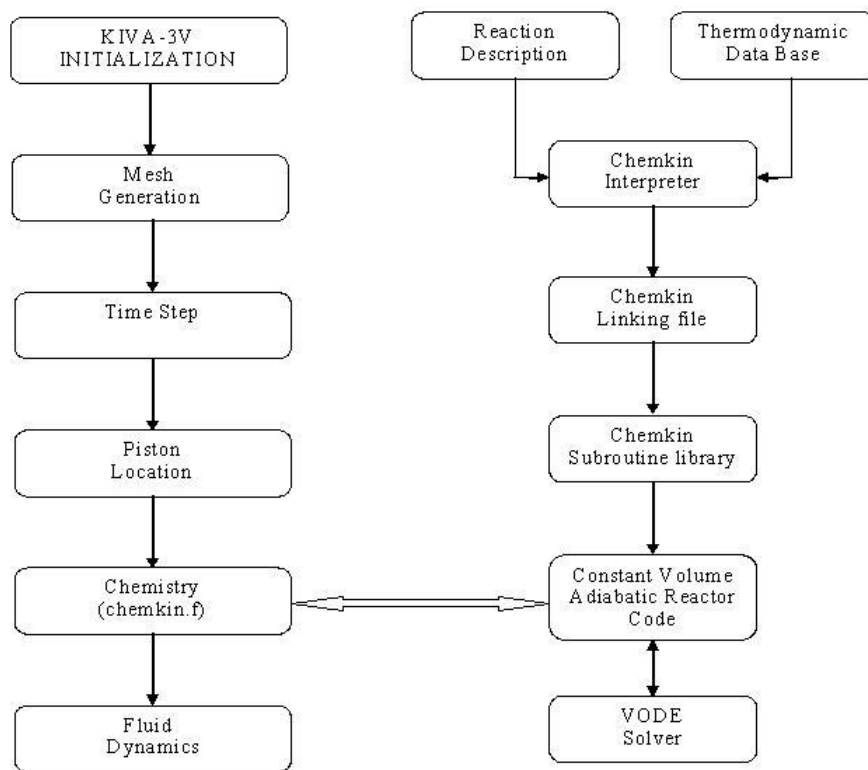 KIVA-3V
INITIALIZATION
Mesh
Generation
Time Step
Piston
Location
Chemistry
(chemkin.f)
Fluid
Dynamics
Reaction
Description
Thermodynamic
Data Base
Chemkin
Interpreter
Chemkin
Linking file
Chemkin
Subroutine library
Constant Volume
Adiabatic Reactor
Code
VODE
Solver